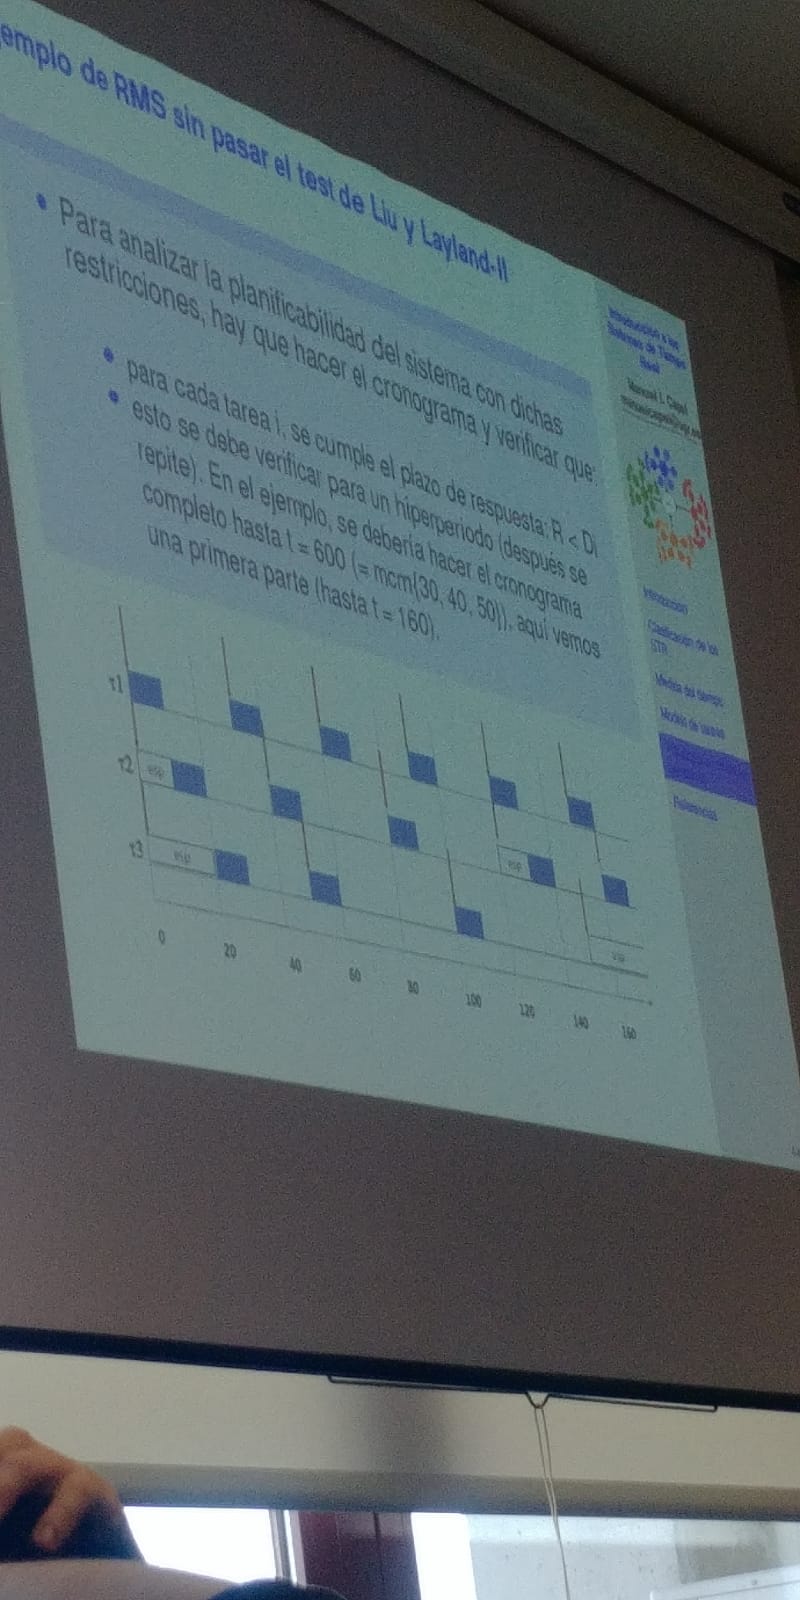 emplo de RMS sin pasar el test de Liu y Layland-II
Para analizar la planificabilidad del sistema con dichas
restricciones, hay que hacer el cronograma y verificar que:
para cada tarea i, se cumple el plazo de respuesta: R < Di
esto se debe verificar para un hiperperiodo (después se
repite). En el ejemplo, se debería hacer el cronograma
completo hasta t = 600 (= mcm{30, 40, 50}), aquí vemos
una primera parte (hasta t = 160).
τ1
τ2
esp
esp
τ3
esp
esp
0 20 40 60 80 100 120 140 160
Introducción a los
Sistemas de Tiempo
Real
Manuel I. Capel
Introducción
Clasificación de los
STR
Medida del tiempo
Modelo de tareas
Referencias